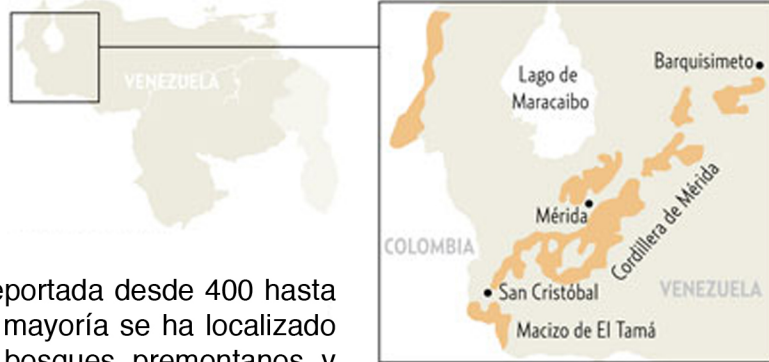 VENEZUELA
Barquisimeto
Lago de
Maracaibo
Mérida
Cordillera de Mérida
COLOMBIA
San Cristóbal
VENEZUELA
Macizo de El Tamá
eportada desde 400 hasta
mayoría se ha localizado
bosques premontanos y